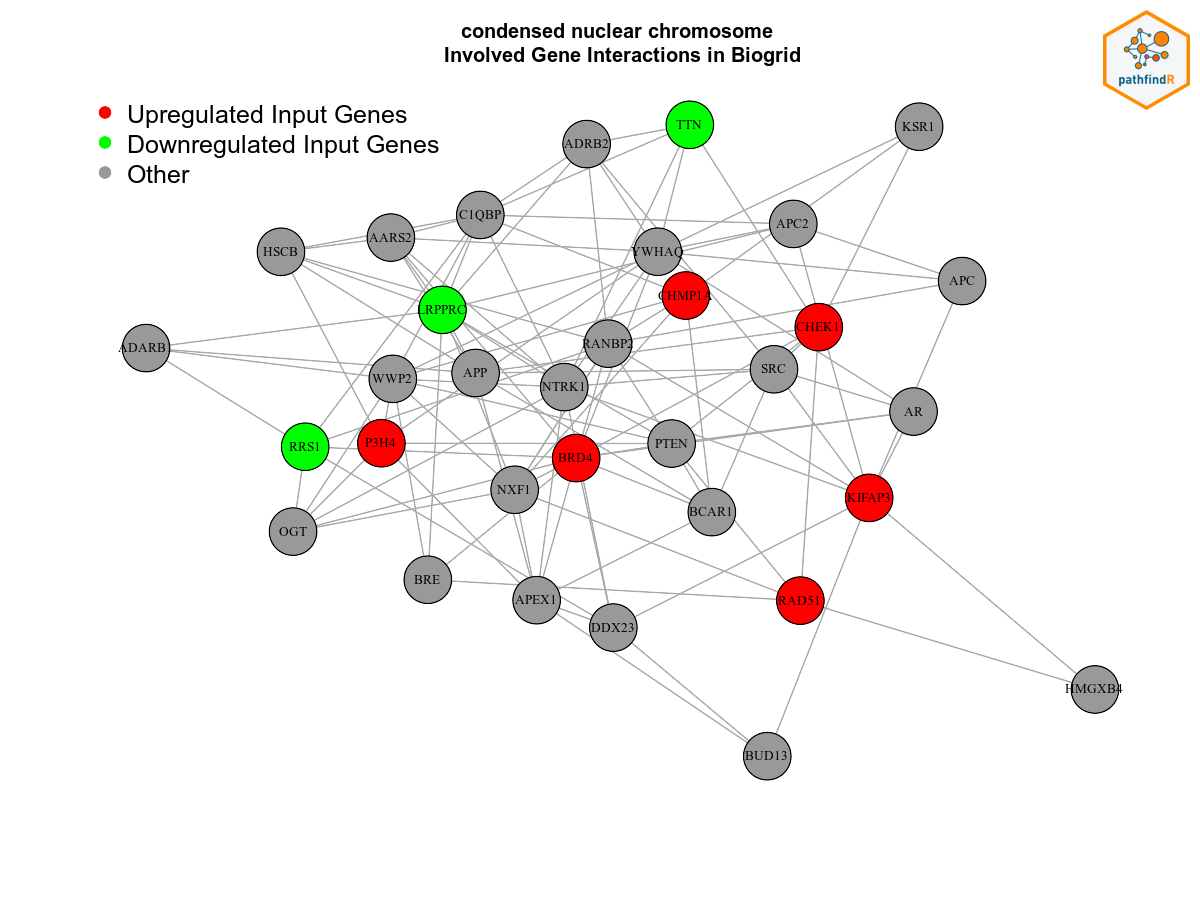 condensed nuclear chromosome
Involved Gene Interactions in Biogrid
pathfindR
Upregulated Input Genes
Downregulated Input Genes
Other
TTN
KSR1
ADRB2
C1QBP
APC2
AARS2
HSCB
YWHAQ
APC
CHMP1A
LRPPRC
CHEK1
RANBP2
ADARB1
SRC
APP
WWP2
NTRK1
AR
P3H4
PTEN
RRS1
BRD4
NXF1
KIFAP3
BCAR1
OGT
BRE
APEX1
RAD51
DDX23
HMGXB4
BUD13